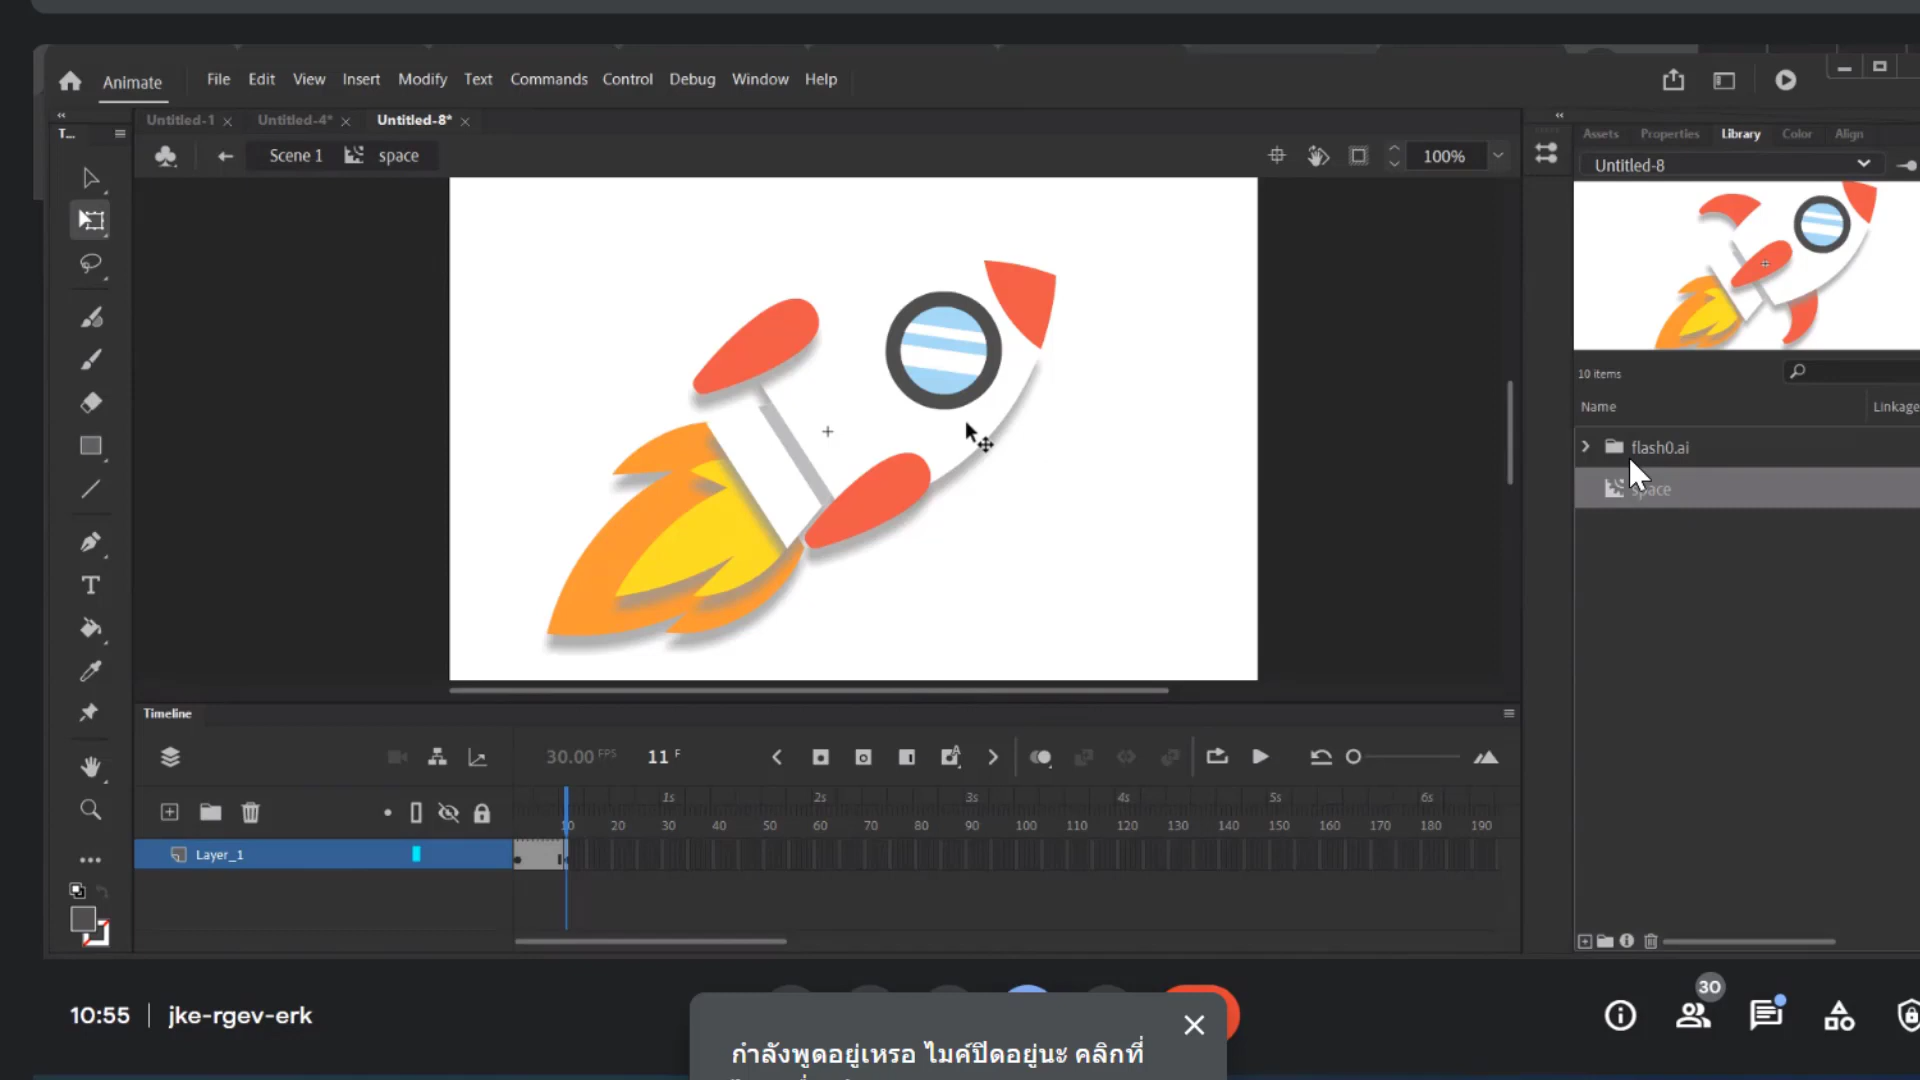 Animate File Edit View Insert Modify Text Commands Control Debug Window Help
Untitled-1 Untitled-4* Untitled-8*
T...
Scene 1 space 100%
Assets Properties Library Color Align
Untitled-8
10 items
Name Linkage
flash0.ai
space
Timeline
30.00 FPS 11 F
1s 2s 3s 4s 5s 6s
10 20 30 40 50 60 70 80 90 100 110 120 130 140 150 160 170 180 190
Layer_1
10:55 jke-rgev-erk
30
กำลังพูดอยู่เหรอ ไมค์ปิดอยู่นะ คลิกที่